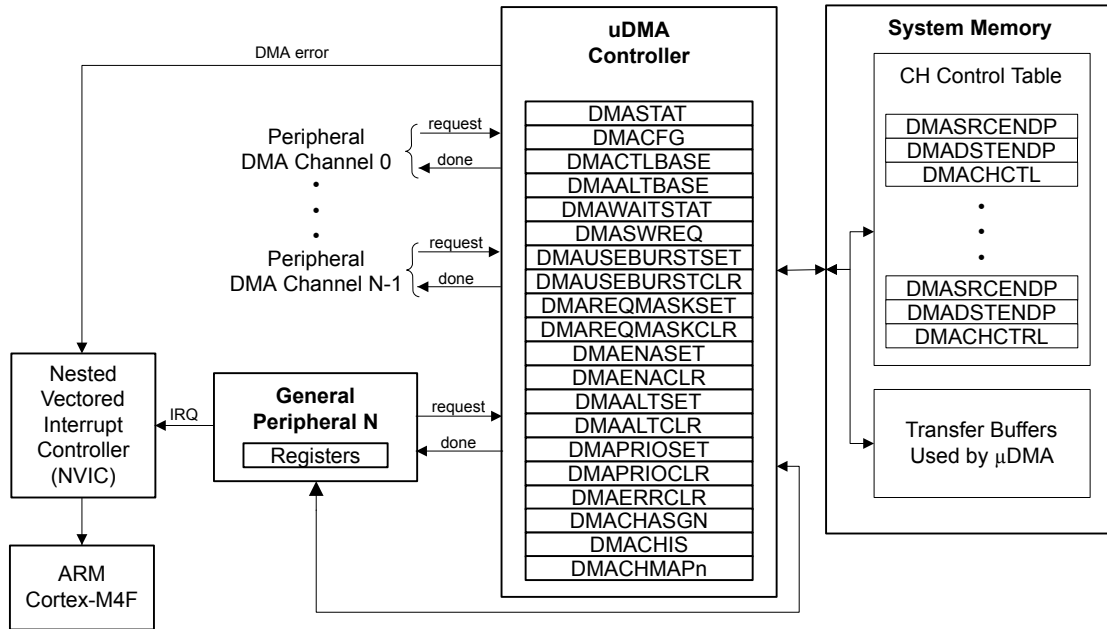 uDMA
Controller
DMASTAT
DMACFG
DMACTLBASE
DMAALTBASE
DMAWAITSTAT
DMASWREQ
DMAUSEBURSTSET
DMAUSEBURSTCLR
DMAREQMASKSET
DMAREQMASKCLR
DMAENASET
DMAENACLR
DMAALTSET
DMAALTCLR
DMAPRIOSET
DMAPRIOCLR
DMAERRCLR
DMACHASGN
DMACHIS
DMACHMAPn
System Memory
CH Control Table
DMASRCENDP
DMADSTENDP
DMACHCTL
DMASRCENDP
DMADSTENDP
DMACHCTRL
Transfer Buffers
Used by μDMA
DMA error
Peripheral
DMA Channel 0
request
done
Peripheral
DMA Channel N-1
request
done
General
Peripheral N
Registers
request
done
IRQ
Nested
Vectored
Interrupt
Controller
(NVIC)
ARM
Cortex-M4F